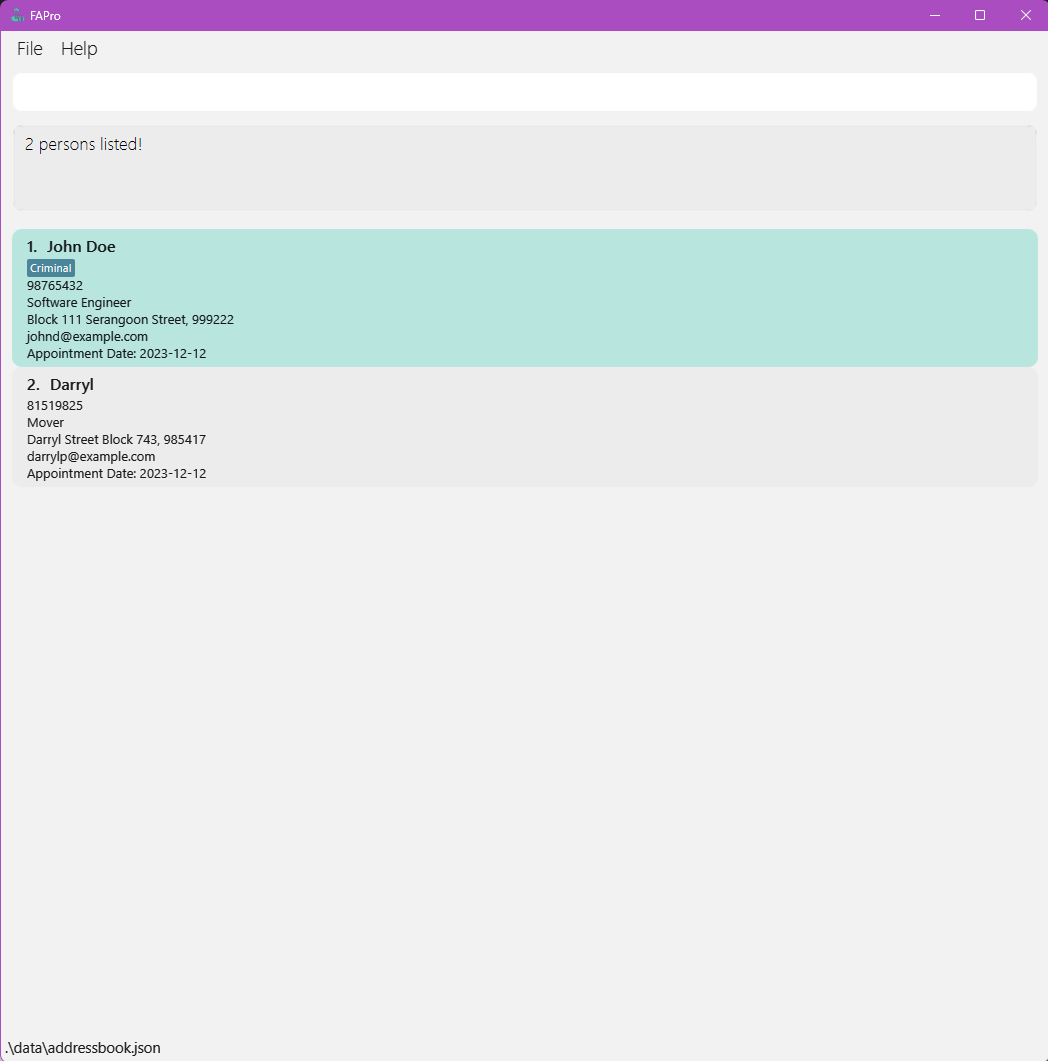 FAPro
File Help
2 persons listed!
1. John Doe
Criminal
98765432
Software Engineer
Block 111 Serangoon Street, 999222
johnd@example.com
Appointment Date: 2023-12-12
2. Darryl
81519825
Mover
Darryl Street Block 743, 985417
darrylp@example.com
Appointment Date: 2023-12-12
.\data\addressbook.json